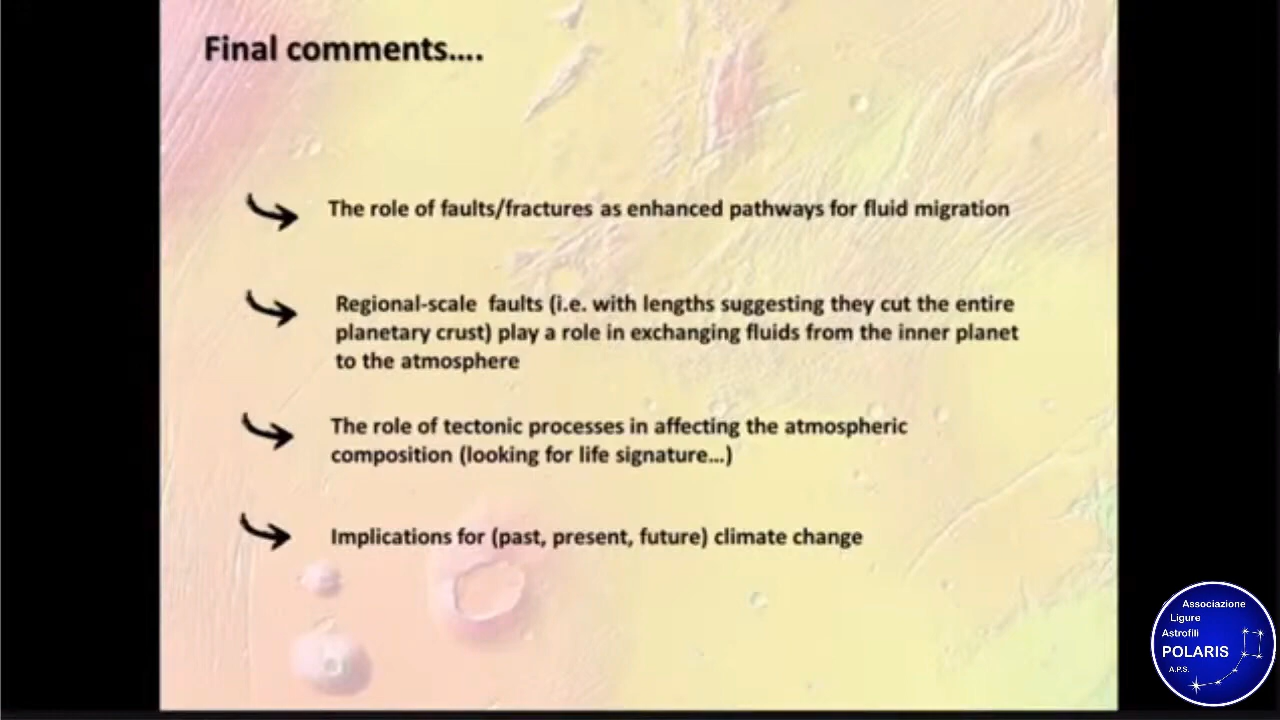 Final comments....
The role of faults/fractures as enhanced pathways for fluid migration
Regional-scale faults (i.e. with lengths suggesting they cut the entire
planetary crust) play a role in exchanging fluids from the inner planet
to the atmosphere
The role of tectonic processes in affecting the atmospheric
composition (looking for life signature...)
Implications for (past, present, future) climate change
Associazione
Ligure
Astrofili
POLARIS
A.P.S.